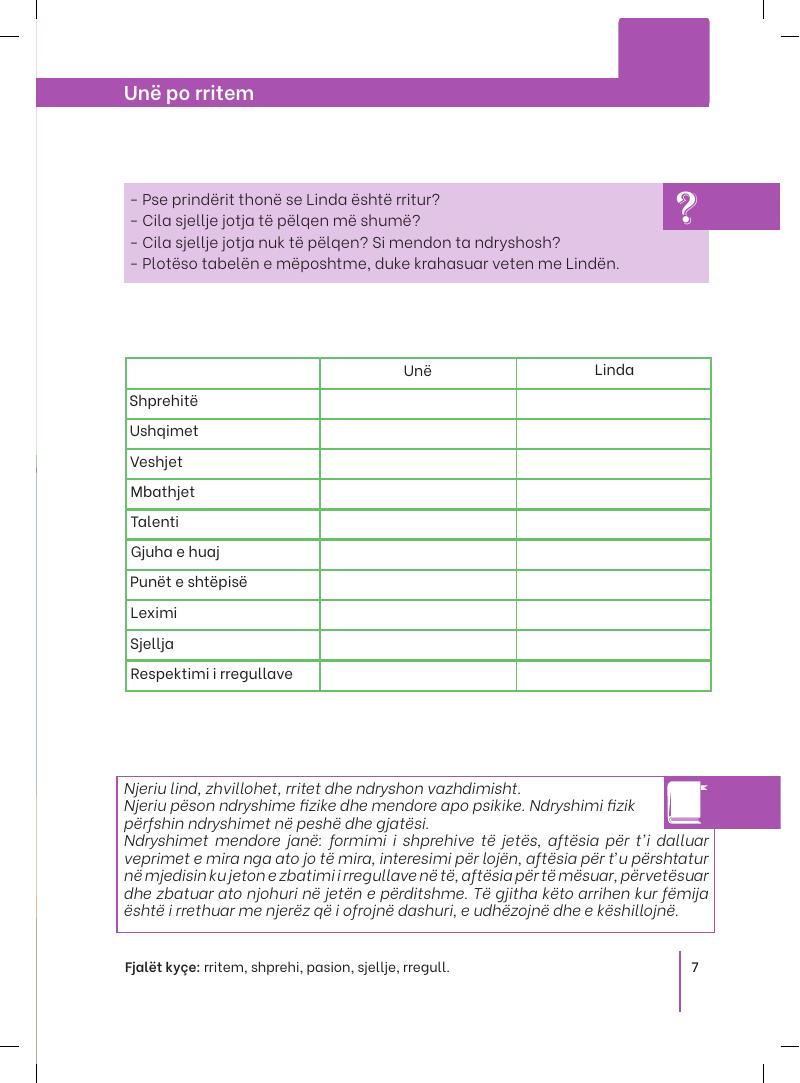 Unë po rritem
- Pse prindërit thonë se Linda është rritur?
- Cila sjellje jotja të pëlqen më shumë?
- Cila sjellje jotja nuk të pëlqen? Si mendon ta ndryshosh?
- Plotëso tabelën e mëposhtme, duke krahasuar veten me Lindën.
?
Unë Linda
Shprehitë
Ushqimet
Veshjet
Mbathjet
Talenti
Gjuha e huaj
Punët e shtëpisë
Leximi
Sjellja
Respektimi i rregullave
Njeriu lind, zhvillohet, rritet dhe ndryshon vazhdimisht.
Njeriu pëson ndryshime fizike dhe mendore apo psikike. Ndryshimi fizik
përfshin ndryshimet në peshë dhe gjatësi.
Ndryshimet mendore janë: formimi i shprehive të jetës, aftësia për t’i dalluar
veprimet e mira nga ato jo të mira, interesimi për lojën, aftësia për t’u përshtatur
në mjedisin ku jeton e zbatimi i rregullave në të, aftësia për të mësuar, përvetësuar
dhe zbatuar ato njohuri në jetën e përditshme. Të gjitha këto arrihen kur fëmija
është i rrethuar me njerëz që i ofrojnë dashuri, e udhëzojnë dhe e këshillojnë.
Fjalët kyçe: rritem, shprehi, pasion, sjellje, rregull.
7